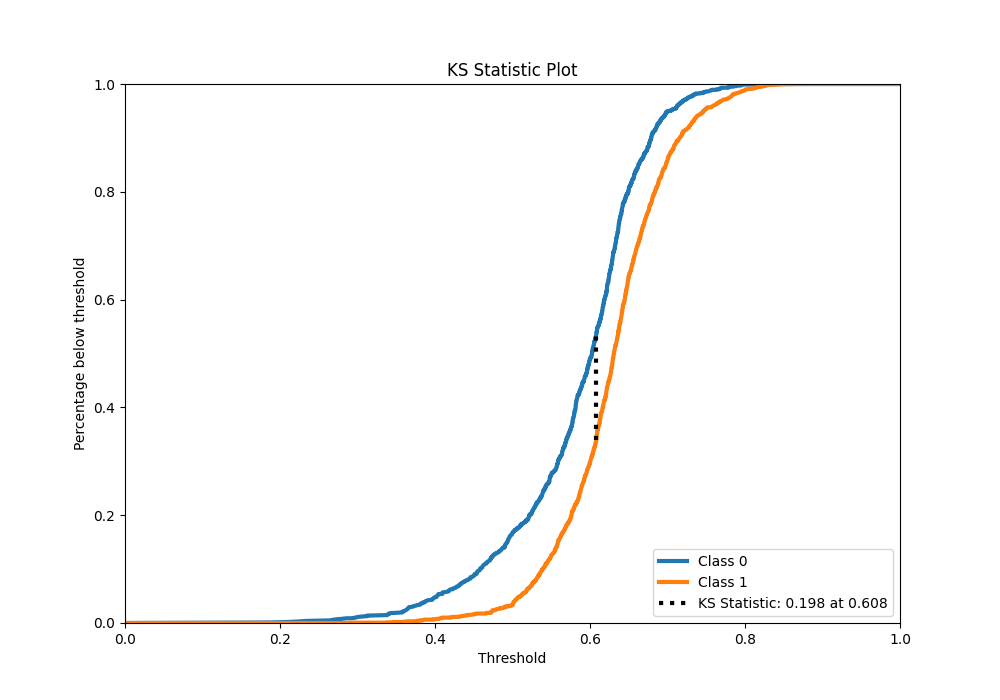 KS Statistic Plot
Percentage below threshold
1.0
0.8
0.6
0.4
0.2
0.0
0.0 0.2 0.4 0.6 0.8 1.0
Threshold
Class 0
Class 1
KS Statistic: 0.198 at 0.608